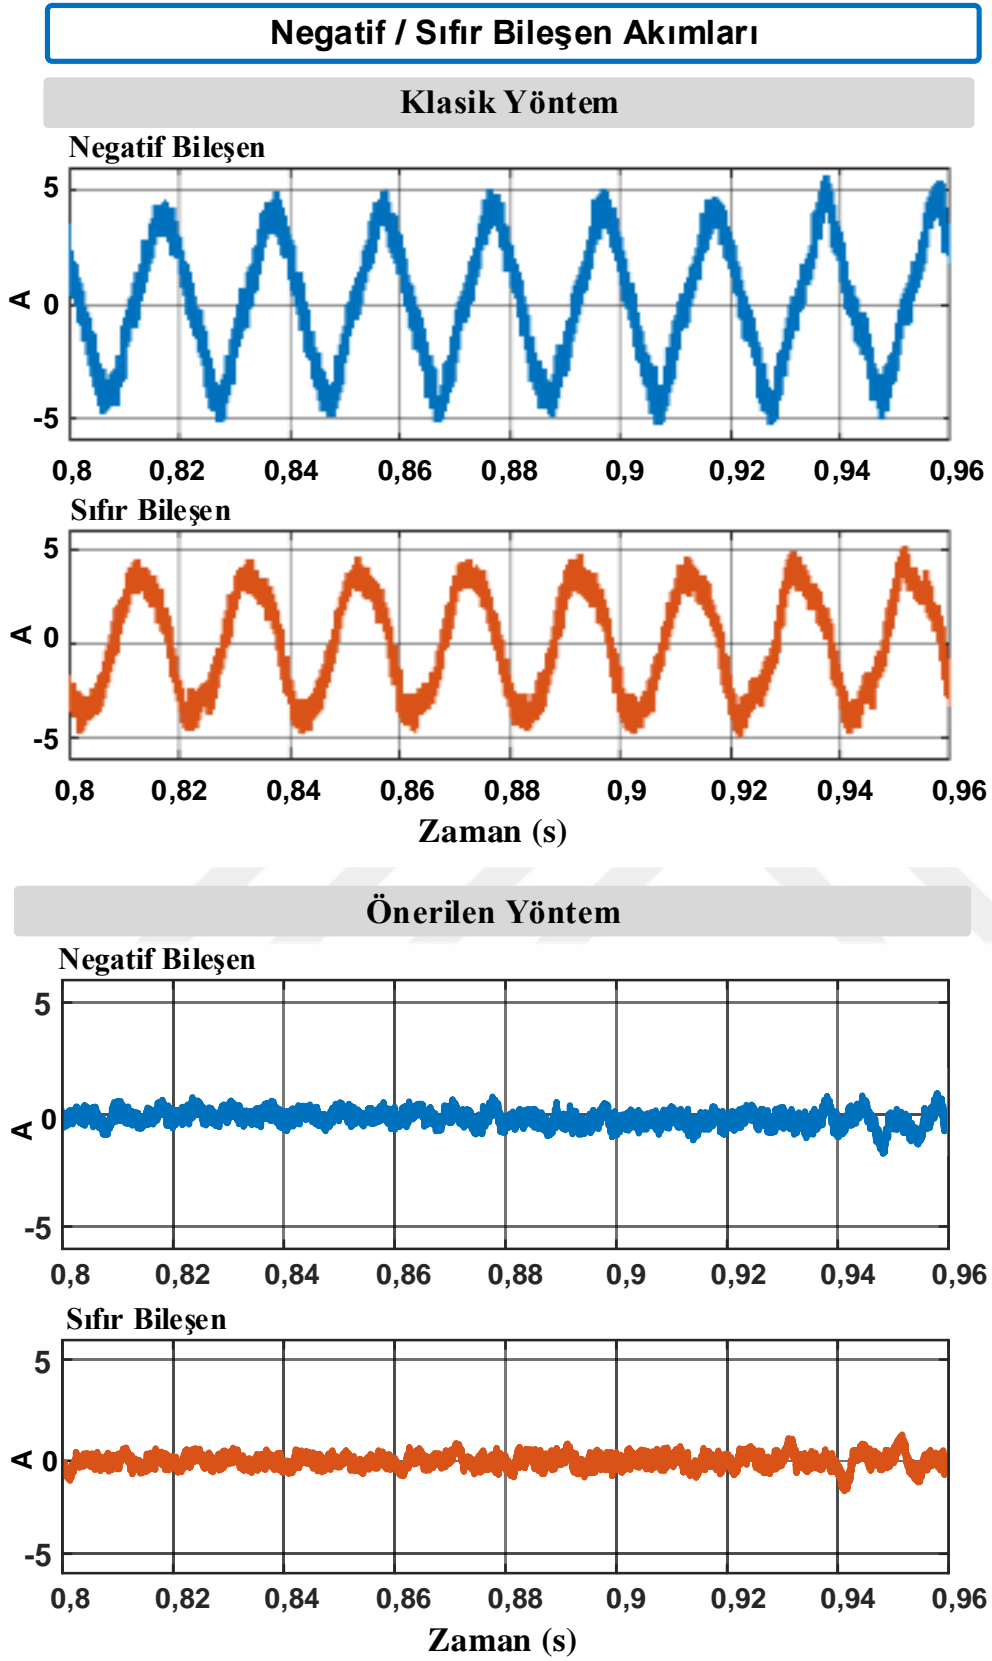 Negatif / Sıfır Bileşen Akımları
Klasik Yöntem
Negatif Bileşen
5
0
-5
A
0,8 0,82 0,84 0,86 0,88 0,9 0,92 0,94 0,96
Sıfır Bileşen
5
0
-5
A
0,8 0,82 0,84 0,86 0,88 0,9 0,92 0,94 0,96
Zaman (s)
Önerilen Yöntem
Negatif Bileşen
5
0
-5
A
0,8 0,82 0,84 0,86 0,88 0,9 0,92 0,94 0,96
Sıfır Bileşen
5
0
-5
A
0,8 0,82 0,84 0,86 0,88 0,9 0,92 0,94 0,96
Zaman (s)